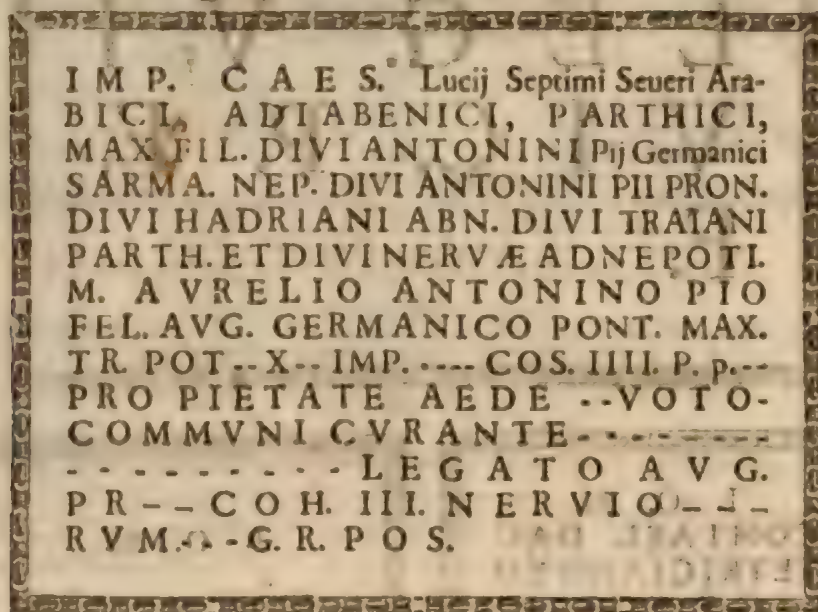 IMP. CAES. Lucij Septimi Seueri Ara-
BICI, ADIABENICI, PARTHICI,
MAX. FIL. DIVI ANTONINI Pij Germanici
SARMA. NEP. DIVI ANTONINI PII PRON.
DIVI HADRIANI ABN. DIVI TRAIANI
PARTH. ET DIVI NERVÆ ADNEPOTI.
M. AVRELIO ANTONINO PIO
FEL. AVG. GERMANICO PONT. MAX.
TR. POT -- X -- IMP. ---- COS. IIII. P. p. --
PRO PIETATE AEDE -- VOTO-
COMMVNI CVRANTE ---------
---------- LEGATO AVG.
PR -- COH. III. NERVIO ---
RVM. - G. R. POS.